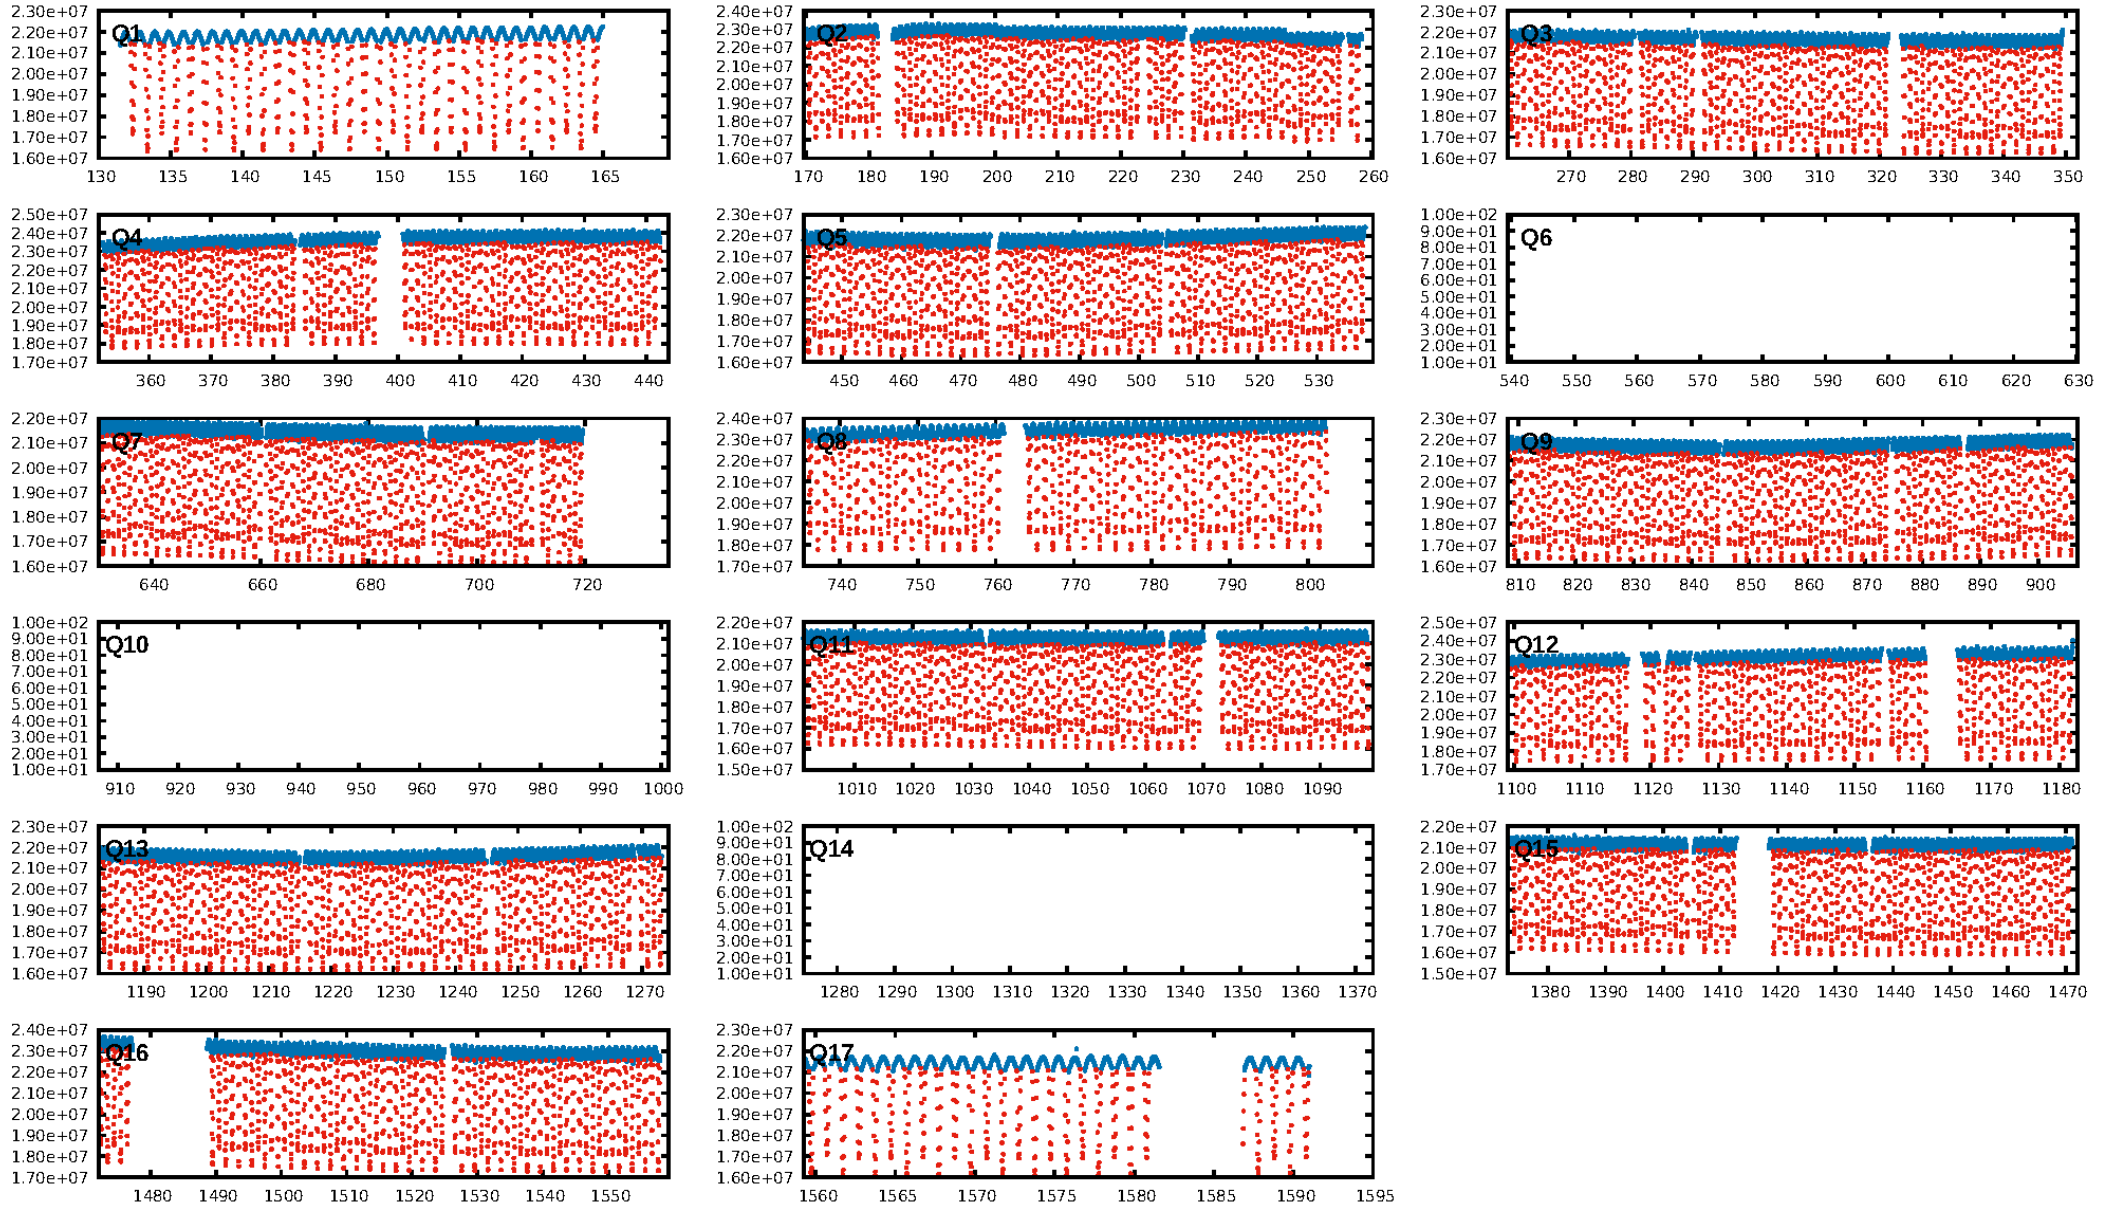 2.30e+07
2.20e+07
2.10e+07
2.00e+07
1.90e+07
1.80e+07
1.70e+07
1.60e+07
Q1
130 135 140 145 150 155 160 165
2.40e+07
2.30e+07
2.20e+07
2.10e+07
2.00e+07
1.90e+07
1.80e+07
1.70e+07
1.60e+07
Q2
170 180 190 200 210 220 230 240 250 260
2.30e+07
2.20e+07
2.10e+07
2.00e+07
1.90e+07
1.80e+07
1.70e+07
1.60e+07
Q3
270 280 290 300 310 320 330 340 350
2.50e+07
2.40e+07
2.30e+07
2.20e+07
2.10e+07
2.00e+07
1.90e+07
1.80e+07
1.70e+07
Q4
360 370 380 390 400 410 420 430 440
2.30e+07
2.20e+07
2.10e+07
2.00e+07
1.90e+07
1.80e+07
1.70e+07
1.60e+07
Q5
450 460 470 480 490 500 510 520 530
1.00e+02
9.00e+01
8.00e+01
7.00e+01
6.00e+01
5.00e+01
4.00e+01
3.00e+01
2.00e+01
1.00e+01
Q6
540 550 560 570 580 590 600 610 620 630
2.20e+07
2.10e+07
2.00e+07
1.90e+07
1.80e+07
1.70e+07
1.60e+07
Q7
640 660 680 700 720
2.40e+07
2.30e+07
2.20e+07
2.10e+07
2.00e+07
1.90e+07
1.80e+07
1.70e+07
Q8
740 750 760 770 780 790 800
2.30e+07
2.20e+07
2.10e+07
2.00e+07
1.90e+07
1.80e+07
1.70e+07
1.60e+07
Q9
810 820 830 840 850 860 870 880 890 900
1.00e+02
9.00e+01
8.00e+01
7.00e+01
6.00e+01
5.00e+01
4.00e+01
3.00e+01
2.00e+01
1.00e+01
Q10
910 920 930 940 950 960 970 980 990 1000
2.20e+07
2.10e+07
2.00e+07
1.90e+07
1.80e+07
1.70e+07
1.60e+07
1.50e+07
Q11
1010 1020 1030 1040 1050 1060 1070 1080 1090
2.50e+07
2.40e+07
2.30e+07
2.20e+07
2.10e+07
2.00e+07
1.90e+07
1.80e+07
1.70e+07
Q12
1100 1110 1120 1130 1140 1150 1160 1170 1180
2.30e+07
2.20e+07
2.10e+07
2.00e+07
1.90e+07
1.80e+07
1.70e+07
1.60e+07
Q13
1190 1200 1210 1220 1230 1240 1250 1260 1270
1.00e+02
9.00e+01
8.00e+01
7.00e+01
6.00e+01
5.00e+01
4.00e+01
3.00e+01
2.00e+01
1.00e+01
Q14
1280 1290 1300 1310 1320 1330 1340 1350 1360 1370
2.20e+07
2.10e+07
2.00e+07
1.90e+07
1.80e+07
1.70e+07
1.60e+07
1.50e+07
Q15
1380 1390 1400 1410 1420 1430 1440 1450 1460 1470
2.40e+07
2.30e+07
2.20e+07
2.10e+07
2.00e+07
1.90e+07
1.80e+07
1.70e+07
Q16
1480 1490 1500 1510 1520 1530 1540 1550
2.30e+07
2.20e+07
2.10e+07
2.00e+07
1.90e+07
1.80e+07
1.70e+07
1.60e+07
Q17
1560 1565 1570 1575 1580 1585 1590 1595